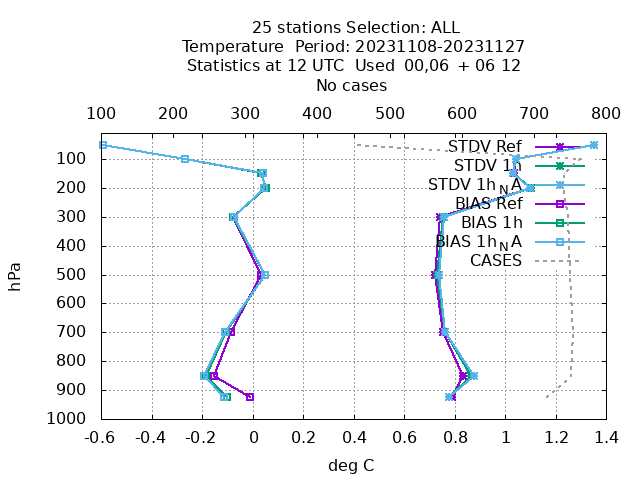 25 stations Selection: ALL
Temperature  Period: 20231108-20231127
Statistics at 12 UTC  Used  00,06  + 06 12
No cases
100 200 300 400 500 600 700 800
STDV Ref
STDV 1h
STDV 1h_NA
BIAS Ref
BIAS 1h
BIAS 1h_NA
CASES
hPa
100
200
300
400
500
600
700
800
900
1000
-0.6 -0.4 -0.2 0 0.2 0.4 0.6 0.8 1 1.2 1.4
deg C